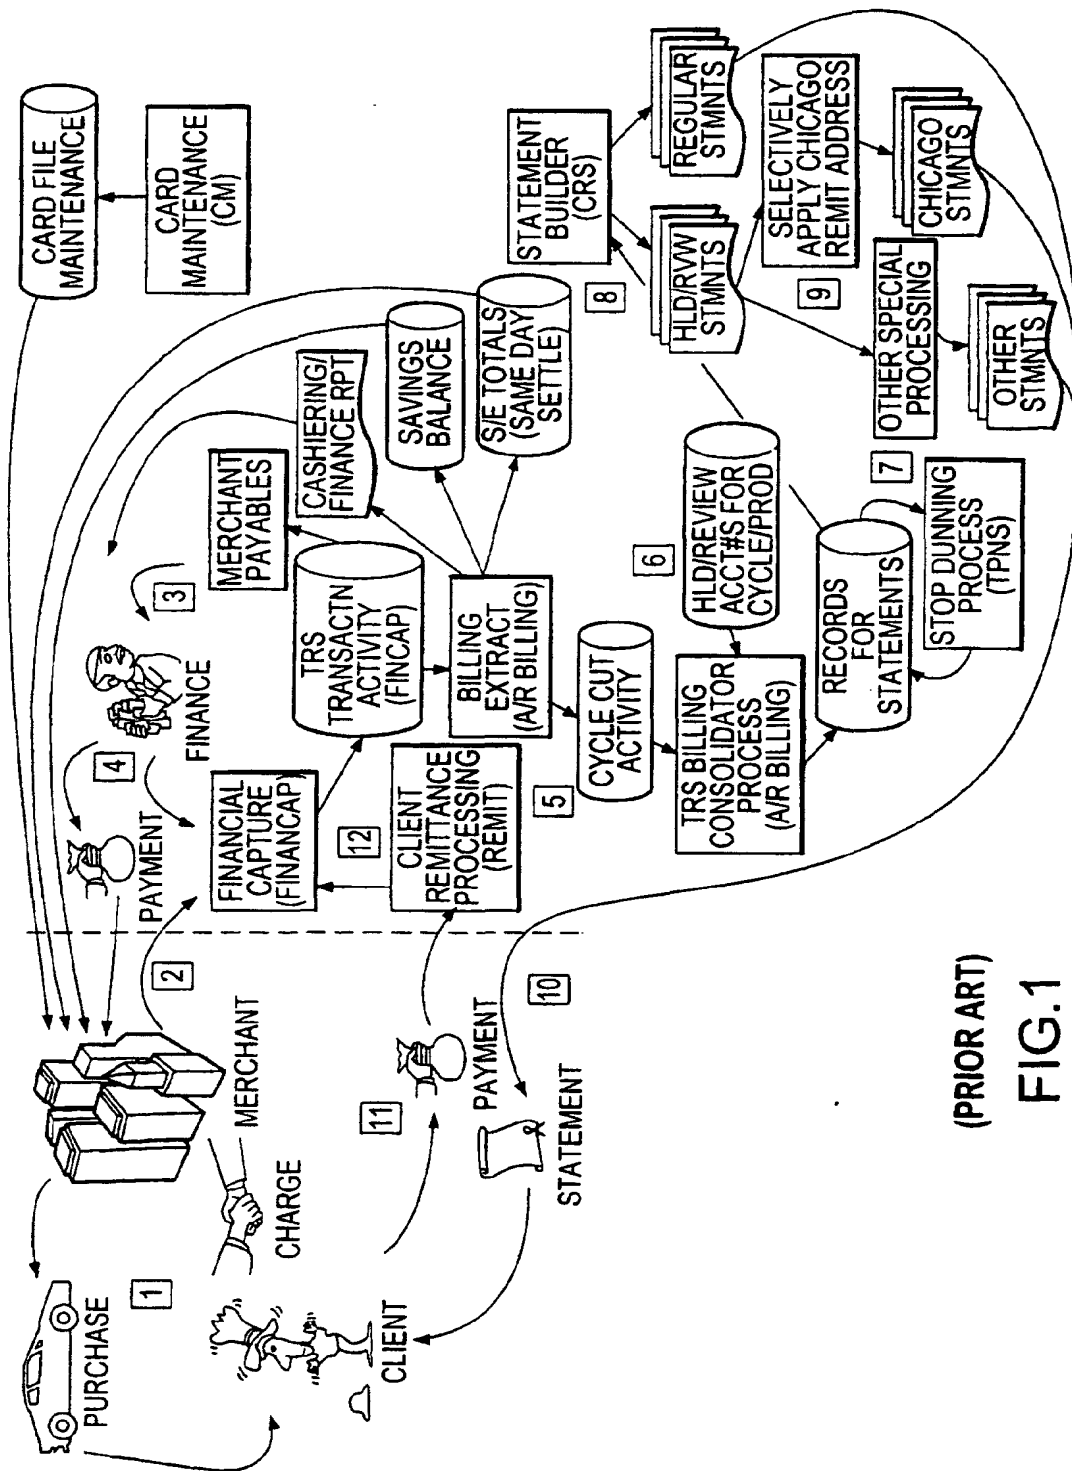 PURCHASE
1
CLIENT
CHARGE
MERCHANT
2
PAYMENT
4
FINANCE
3
11
PAYMENT
10
STATEMENT
CARD FILE
MAINTENANCE
CARD
MAINTENANCE
(CM)
FINANCIAL
CAPTURE
(FINANCAP)
12
CLIENT
REMITTANCE
PROCESSING
(REMIT)
TRS
TRANSACTN
ACTIVITY
(FINCAP)
MERCHANT
PAYABLES
CASHIERING/
FINANCE RPT
SAVINGS
BALANCE
S/E TOTALS
(SAME DAY
SETTLE)
BILLING
EXTRACT
(A/R BILLING)
5
CYCLE CUT
ACTIVITY
TRS BILLING
CONSOLIDATOR
PROCESS
(A/R BILLING)
6
HLD/REVIEW
ACCT#S FOR
CYCLE/PROD
RECORDS
FOR
STATEMENTS
7
STOP DUNNING
PROCESS
(TPNS)
8
STATEMENT
BUILDER
(CRS)
HLD/RVW
STMNTS
REGULAR
STMNTS
9
SELECTIVELY
APPLY CHICAGO
REMIT ADDRESS
CHICAGO
STMNTS
OTHER SPECIAL
PROCESSING
OTHER
STMNTS
(PRIOR ART)
FIG.1